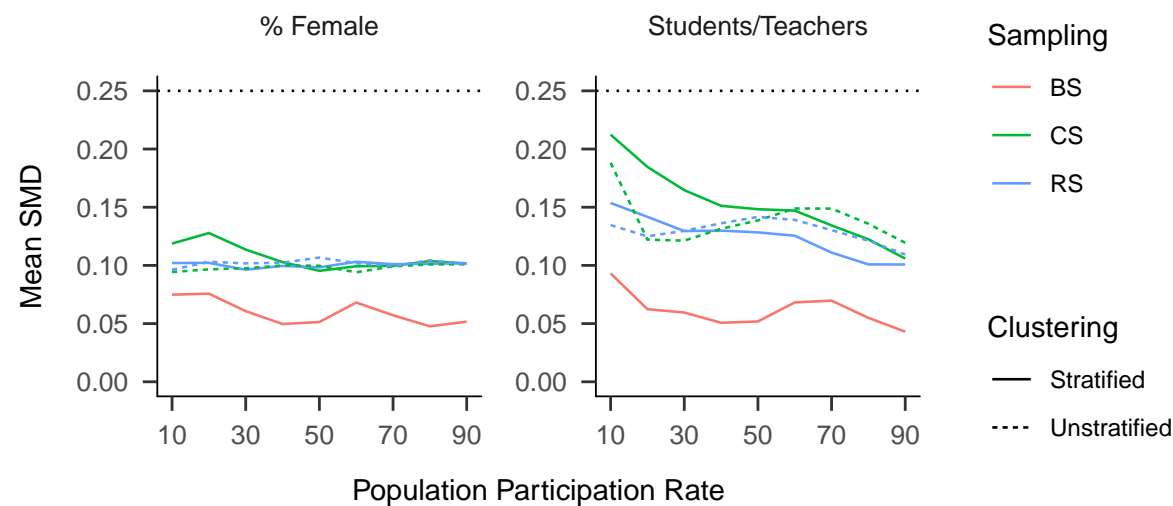 % Female
Students/Teachers
Mean SMD
0.25
0.20
0.15
0.10
0.05
0.00
10 30 50 70 90
0.25
0.20
0.15
0.10
0.05
0.00
10 30 50 70 90
Population Participation Rate
Sampling
BS
CS
RS
Clustering
Stratified
Unstratified